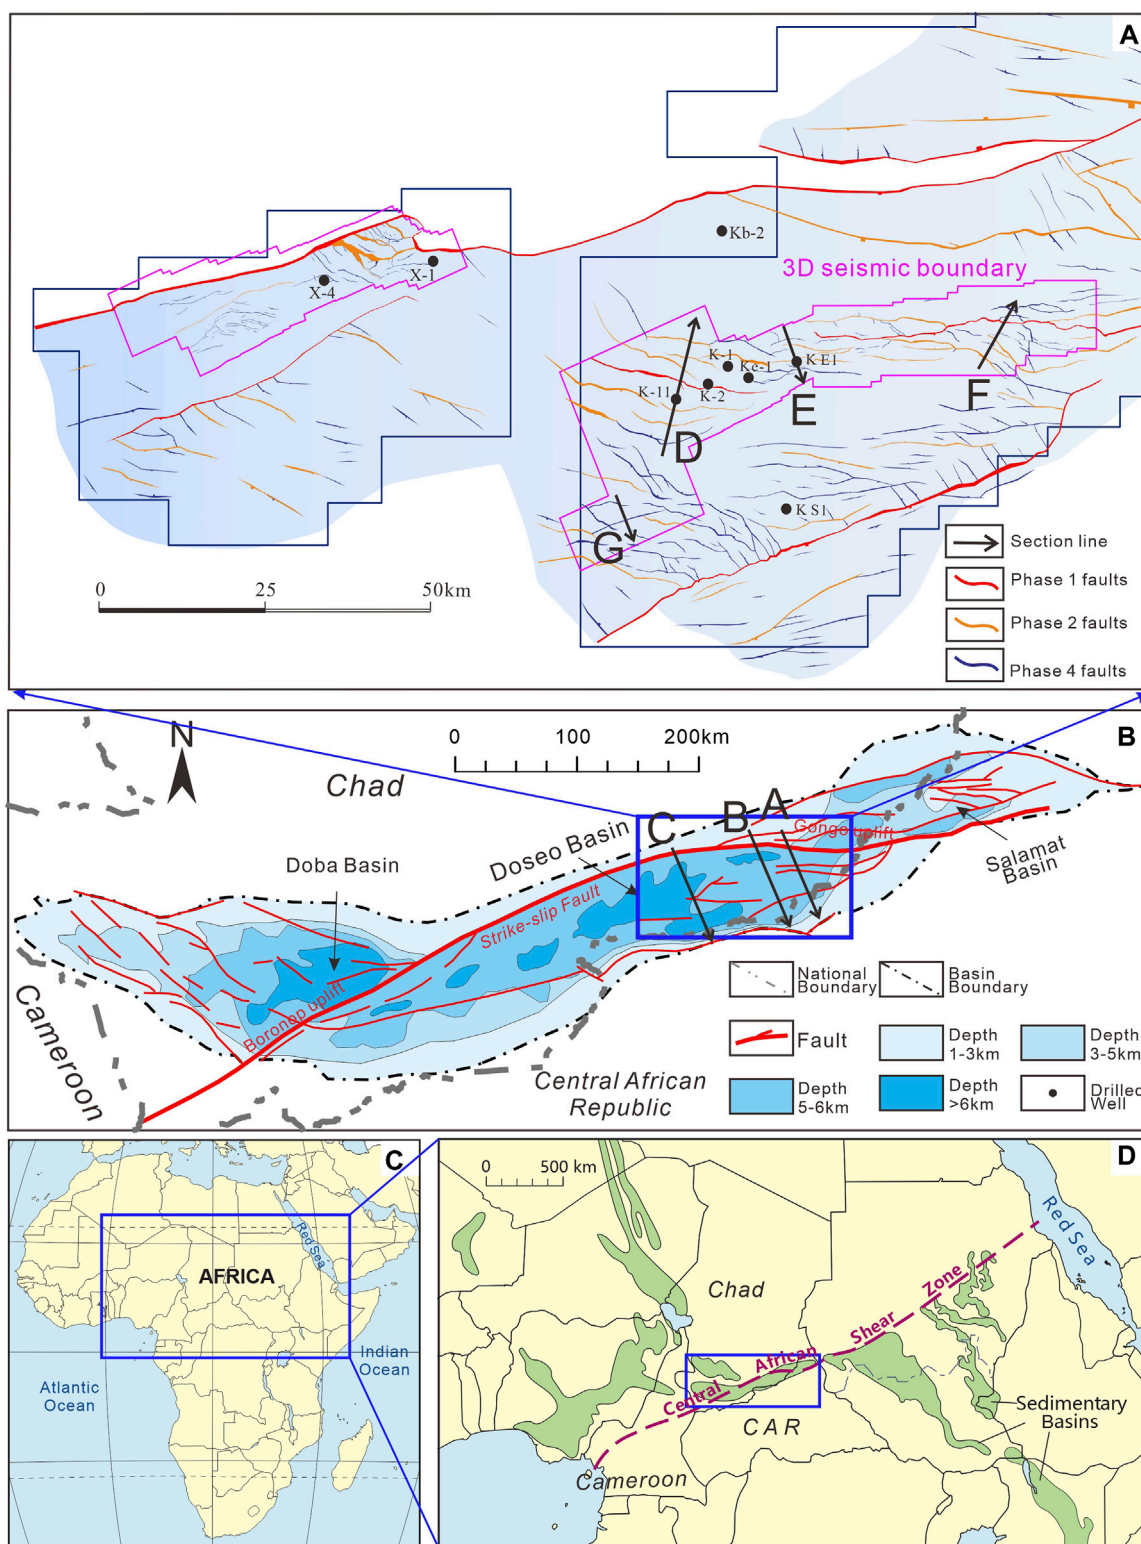 A
Kb-2
X-1
X-4
3D seismic boundary
K-1
Kc-1
K E1
K-11
K-2
D
E
F
K S1
G
Section line
Phase 1 faults
Phase 2 faults
Phase 4 faults
0 25 50km
B
N
0 100 200km
Chad
Doba Basin
Doseo Basin
C B A
Gongo uplift
Salamat
Basin
Strike-slip Fault
Boronop uplift
Cameroon
Central African
Republic
National
Boundary
Basin
Boundary
Fault
Depth
1-3km
Depth
3-5km
Depth
5-6km
Depth
>6km
Drilled
Well
C
Red Sea
AFRICA
Indian
Ocean
Atlantic
Ocean
D
0 500 km
Red Sea
Chad
Central African Shear Zone
CAR
Cameroon
Sedimentary
Basins